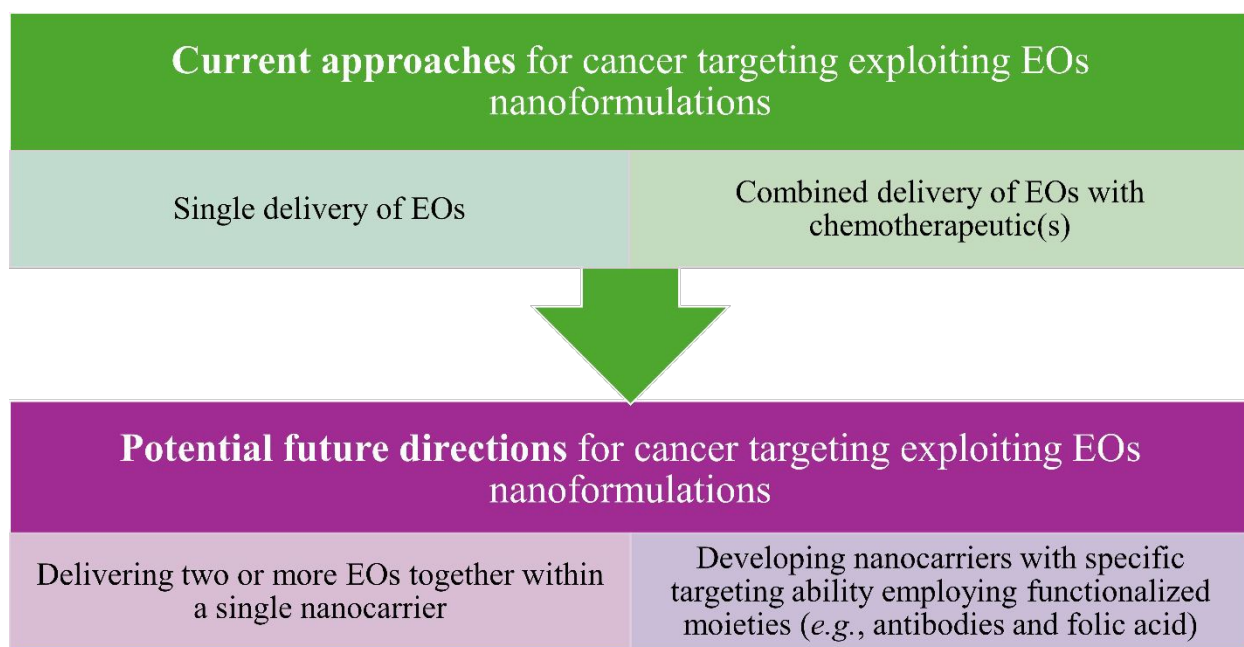 Current approaches for cancer targeting exploiting EOs
nanoformulations
Single delivery of EOs
Combined delivery of EOs with
chemotherapeutic(s)
Potential future directions for cancer targeting exploiting EOs
nanoformulations
Delivering two or more EOs together within
a single nanocarrier
Developing nanocarriers with specific
targeting ability employing functionalized
moieties (e.g., antibodies and folic acid)